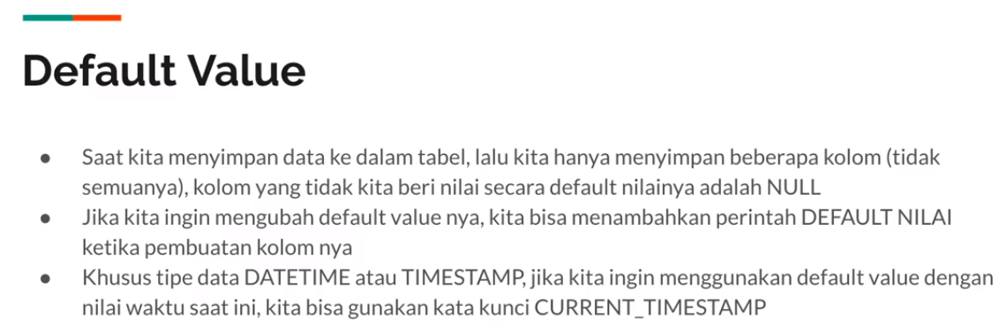 Default Value
● Saat kita menyimpan data ke dalam tabel, lalu kita hanya menyimpan beberapa kolom (tidak
semuanya), kolom yang tidak kita beri nilai secara default nilainya adalah NULL
● Jika kita ingin mengubah default value nya, kita bisa menambahkan perintah DEFAULT NILAI
ketika pembuatan kolom nya
● Khusus tipe data DATETIME atau TIMESTAMP, jika kita ingin menggunakan default value dengan
nilai waktu saat ini, kita bisa gunakan kata kunci CURRENT_TIMESTAMP